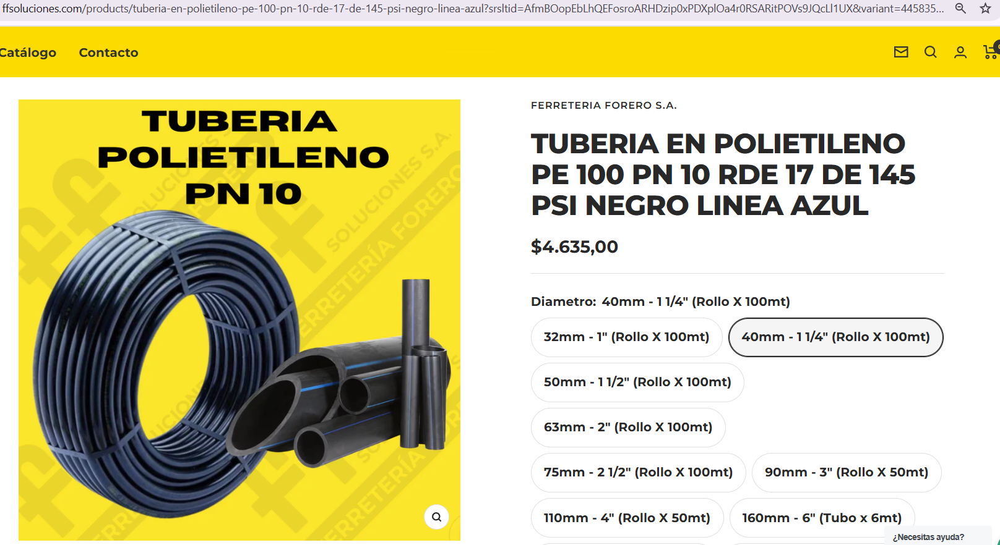 ffsoluciones.com/products/tuberia-en-polietileno-pe-100-pn-10-rde-17-de-145-psi-negro-linea-azul?srsltid=AfmBOopEbLhQEFosroARHDzip0xPDXplOa4r0RSARitPOVs9JQcLl1UX&variant=445835...
Catálogo Contacto
TUBERIA
POLIETILENO
PN 10
SOLUCIONES S.A.
FERRETERÍA FORERO
FERRETERIA FORERO S.A.
TUBERIA EN POLIETILENO
PE 100 PN 10 RDE 17 DE 145
PSI NEGRO LINEA AZUL
$4.635,00
Diametro: 40mm - 1 1/4" (Rollo X 100mt)
32mm - 1" (Rollo X 100mt) 40mm - 1 1/4" (Rollo X 100mt)
50mm - 1 1/2" (Rollo X 100mt)
63mm - 2" (Rollo X 100mt)
75mm - 2 1/2" (Rollo X 100mt) 90mm - 3" (Rollo X 50mt)
110mm - 4" (Rollo X 50mt) 160mm - 6" (Tubo x 6mt)
¿Necesitas ayuda?